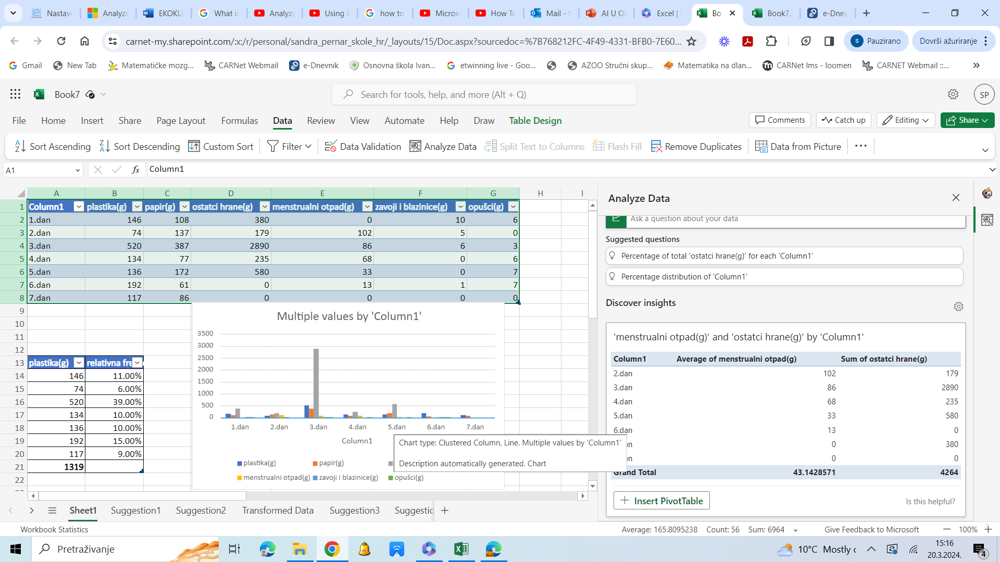 Nastavn
Analyze
EKOKLI
What is
Analyze
Using C
how to
Micros
How To
Mail - S
AI U OB
Excel |
Bo
Book7.
e-Dnev
carnet-my.sharepoint.com/:x:/r/personal/sandra_pernar_skole_hr/_layouts/15/Doc.aspx?sourcedoc=%7B768212FC-4F49-4331-BFB0-7E60...
S Pauzirano
Dovrši ažuriranje
Gmail
New Tab
Matematičke mozg...
CARNet Webmail
e-Dnevnik
Osnovna škola Ivan...
etwinning live - Goo...
AZOO Stručni skup...
Matematika na dlan...
CARNet lms - loomen
CARNET Webmail ::...
Book7
Search for tools, help, and more (Alt + Q)
SP
File Home Insert Share Page Layout Formulas Data Review View Automate Help Draw Table Design
Comments Catch up Editing Share
Sort Ascending Sort Descending Custom Sort Filter Data Validation Analyze Data Split Text to Columns Flash Fill Remove Duplicates Data from Picture ...
A1 fx Column1
A B C D E F G H I
1 Column1 plastika(g) papir(g) ostatci hrane(g) menstrualni otpad(g) zavoji i blazinice(g) opušci(g)
2 1.dan 146 108 380 0 10 6
3 2.dan 74 137 179 102 5 0
4 3.dan 520 387 2890 86 6 3
5 4.dan 134 77 235 68 0 6
6 5.dan 136 172 580 33 0 7
7 6.dan 192 61 0 13 1 7
8 7.dan 117 86 0 0 0 0
9
10
11
12
13 plastika(g) relativna fre
14 146 11.00%
15 74 6.00%
16 520 39.00%
17 134 10.00%
18 136 10.00%
19 192 15.00%
20 117 9.00%
21 1319
22
Multiple values by 'Column1'
3500
3000
2500
2000
1500
1000
500
0
1.dan 2.dan 3.dan 4.dan 5.dan 6.dan 7.dan
Column1
plastika(g) papir(g)
menstrualni otpad(g) zavoji i blazinice(g) opušci(g)
Chart type: Clustered Column, Line. Multiple values by 'Column1'
Description automatically generated. Chart
Analyze Data
Ask a question about your data
Suggested questions
Percentage of total 'ostatci hrane(g)' for each 'Column1'
Percentage distribution of 'Column1'
Discover insights
'menstrualni otpad(g)' and 'ostatci hrane(g)' by 'Column1'
Column1 Average of menstrualni otpad(g) Sum of ostatci hrane(g)
2.dan 102 179
3.dan 86 2890
4.dan 68 235
5.dan 33 580
6.dan 13 0
0 380
0 0
Grand Total 43.1428571 4264
Insert PivotTable
Is this helpful?
Sheet1 Suggestion1 Suggestion2 Transformed Data Suggestion3 Suggestic
Workbook Statistics
Average: 165.8095238 Count: 56 Sum: 6964
Give Feedback to Microsoft
100%
Pretraživanje
10°C Mostly c
15:16
20.3.2024.
4